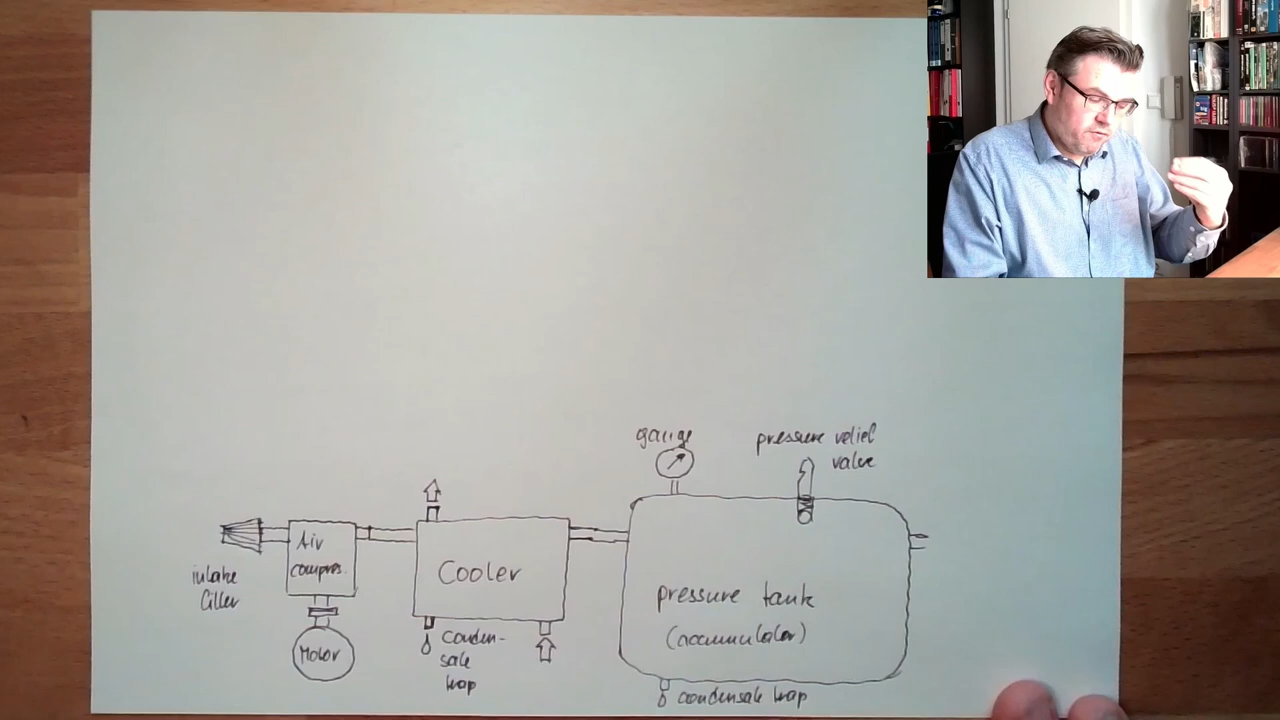 gauge
pressure relief
valve
Air
compres.
intake
filter
Motor
Cooler
conden-
sate
trap
pressure tank
(accumulator)
condensate trap